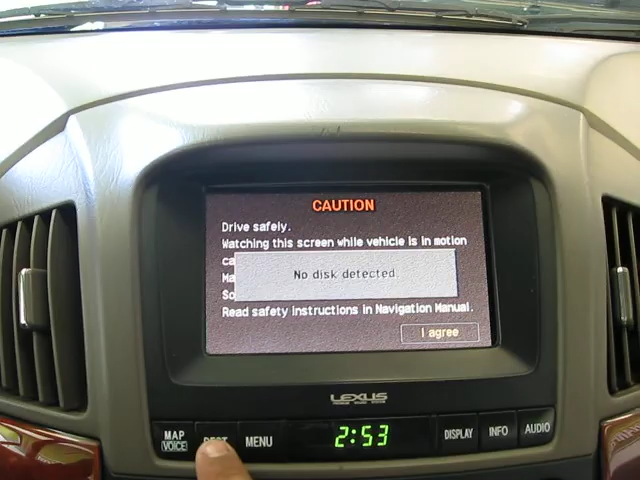 CAUTION
Drive safely.
Watching this screen while vehicle is in motion
ca
Ma
No disk detected.
So
Read safety instructions in Navigation Manual.
I agree
LEXUS
MAP
VOICE
DEST
MENU
2:53
DISPLAY
INFO
AUDIO